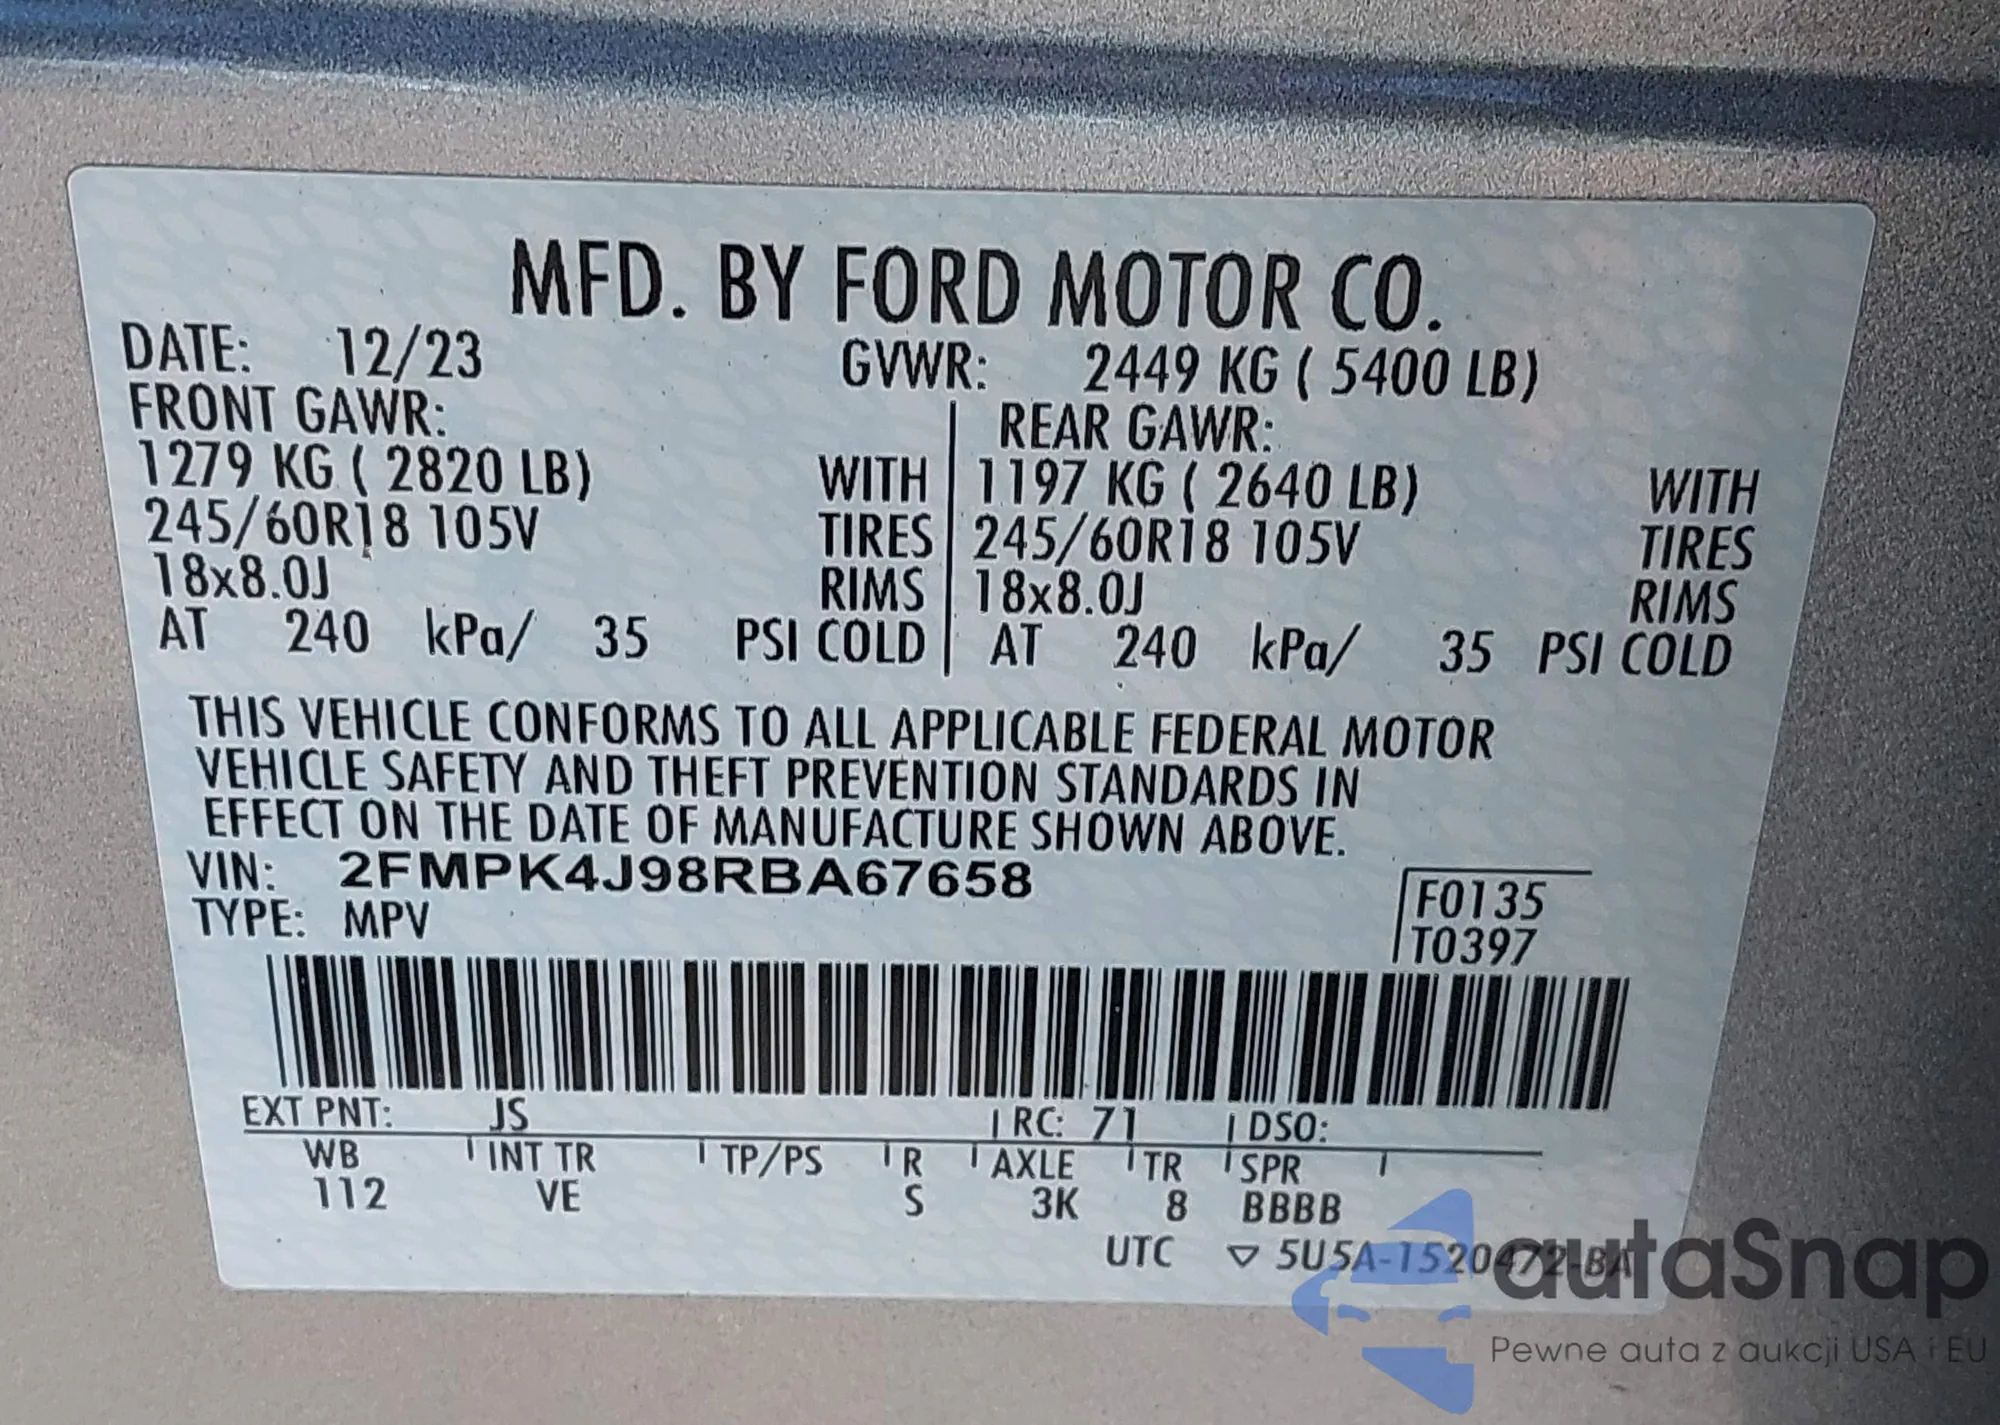 MFD. BY FORD MOTOR CO.
DATE: 12/23 GVWR: 2449 KG ( 5400 LB)
FRONT GAWR: REAR GAWR:
1279 KG ( 2820 LB) WITH 1197 KG ( 2640 LB) WITH
245/60R18 105V TIRES 245/60R18 105V TIRES
18x8.0J RIMS 18x8.0J RIMS
AT 240 kPa/ 35 PSI COLD AT 240 kPa/ 35 PSI COLD
THIS VEHICLE CONFORMS TO ALL APPLICABLE FEDERAL MOTOR
VEHICLE SAFETY AND THEFT PREVENTION STANDARDS IN
EFFECT ON THE DATE OF MANUFACTURE SHOWN ABOVE.
VIN: 2FMPK4J98RBA67658
TYPE: MPV
F0135
T0397
EXT PNT: JS RC: 71 DSO:
WB INT TR TP/PS R AXLE TR SPR
112 VE S 3K 8 BBBB
UTC ▽ 5U5A-1520472-BA
autaSnap
Pewne auta z aukcji USA i EU